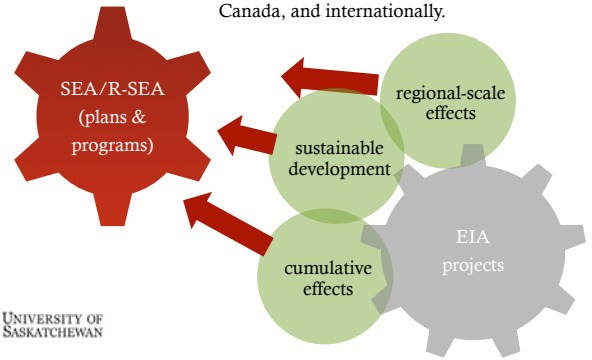 Canada, and internationally.
SEA/R-SEA
(plans &
programs)
regional-scale
effects
sustainable
development
EIA
projects
cumulative
effects
UNIVERSITY OF
SASKATCHEWAN